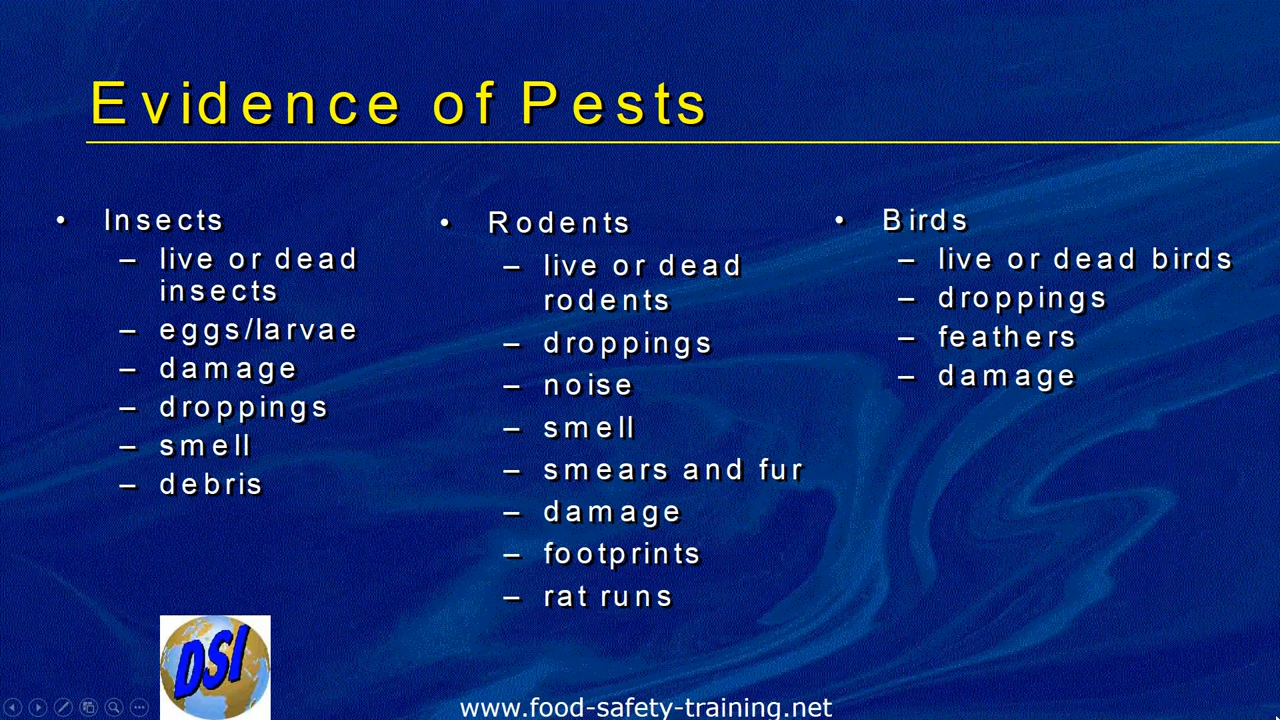 Evidence of Pests
• Insects
– live or dead
insects
– eggs/larvae
– damage
– droppings
– smell
– debris
• Rodents
– live or dead
rodents
– droppings
– noise
– smell
– smears and fur
– damage
– footprints
– rat runs
• Birds
– live or dead birds
– droppings
– feathers
– damage
DSI
www.food-safety-training.net